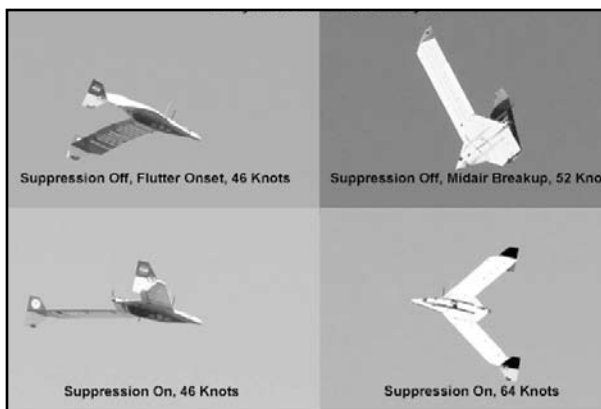 Suppression Off, Flutter Onset, 46 Knots
Suppression Off, Midair Breakup, 52 Kno
Suppression On, 46 Knots
Suppression On, 64 Knots